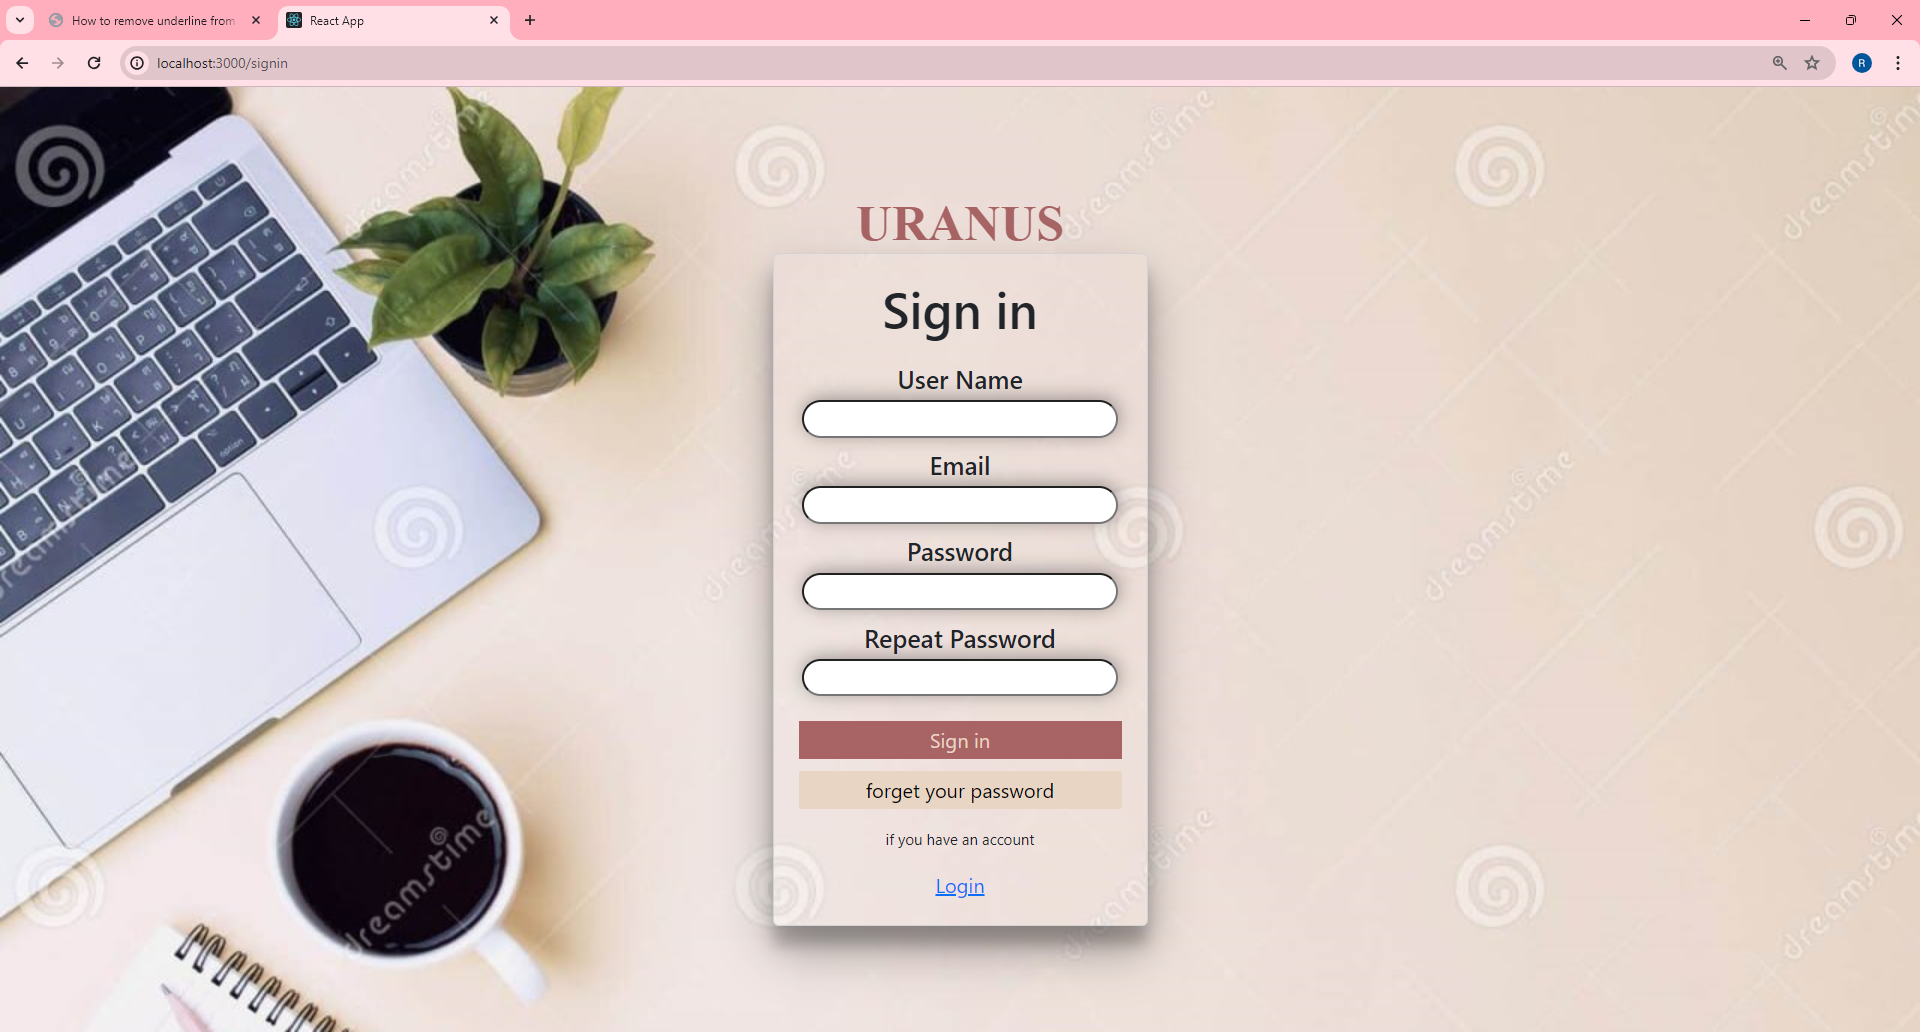 How to remove underline from
React App
localhost:3000/signin
R
URANUS
Sign in
User Name
Email
Password
Repeat Password
Sign in
forget your password
if you have an account
Login
dreamstime
dreamstime
dreamstime
dreamstime
dreamstime
dreamstime
dreamstime
dreamstime
dreamstime
option